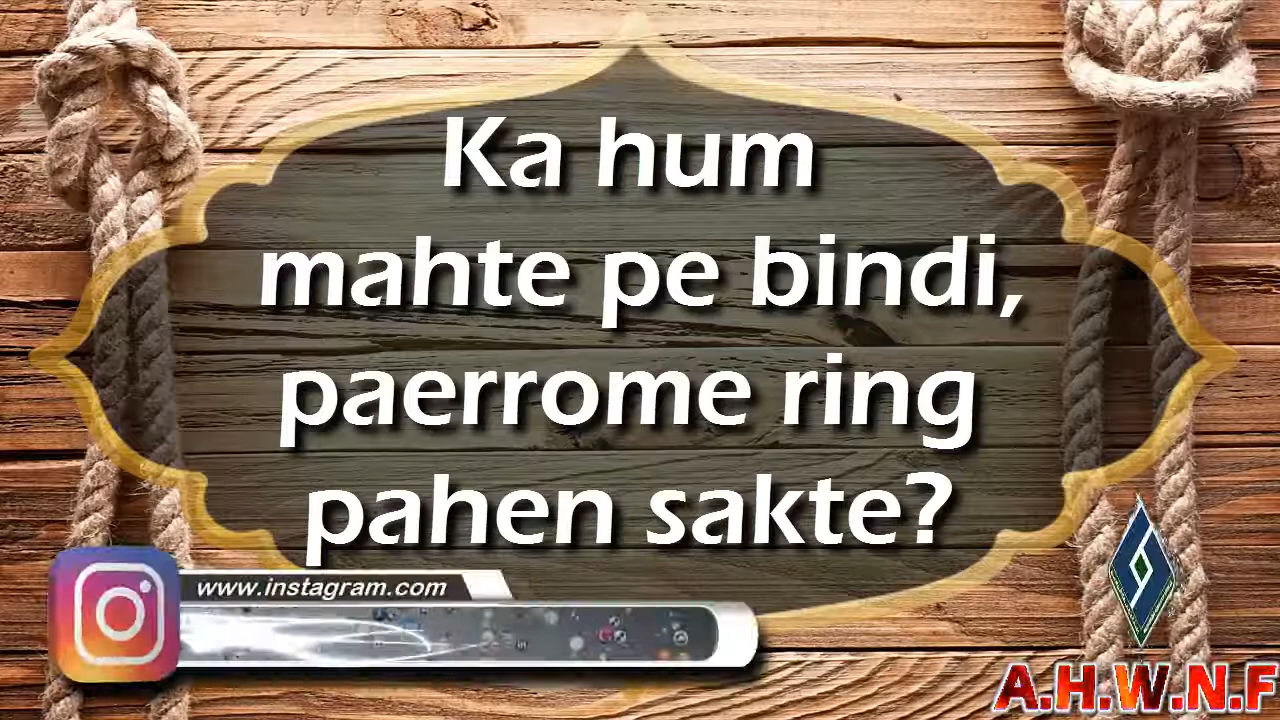 Ka hum
mahte pe bindi,
paerrome ring
pahen sakte?
www.instagram.com
A.H.W.N.F